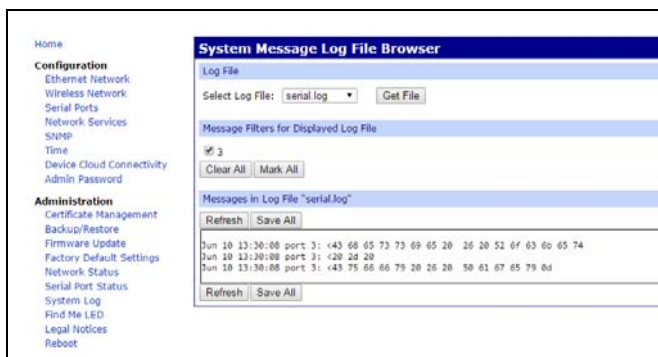 Home
Configuration
Ethernet Network
Wireless Network
Serial Ports
Network Services
SNMP
Time
Device Cloud Connectivity
Admin Password
Administration
Certificate Management
Backup/Restore
Firmware Update
Factory Default Settings
Network Status
Serial Port Status
System Log
Find Me LED
Legal Notices
Reboot
System Message Log File Browser
Log File
Select Log File: serial.log Get File
Message Filters for Displayed Log File
3
Clear All Mark All
Messages in Log File "serial.log"
Refresh Save All
Jun 10 13:30:08 port 3: <43 68 65 73 73 69 65 20  26 20 52 6f 63 6b 65 74
Jun 10 13:30:08 port 3: <20 2d 20
Jun 10 13:30:08 port 3: <43 75 66 66 79 20 26 20  50 61 67 65 79 0d
Refresh Save All